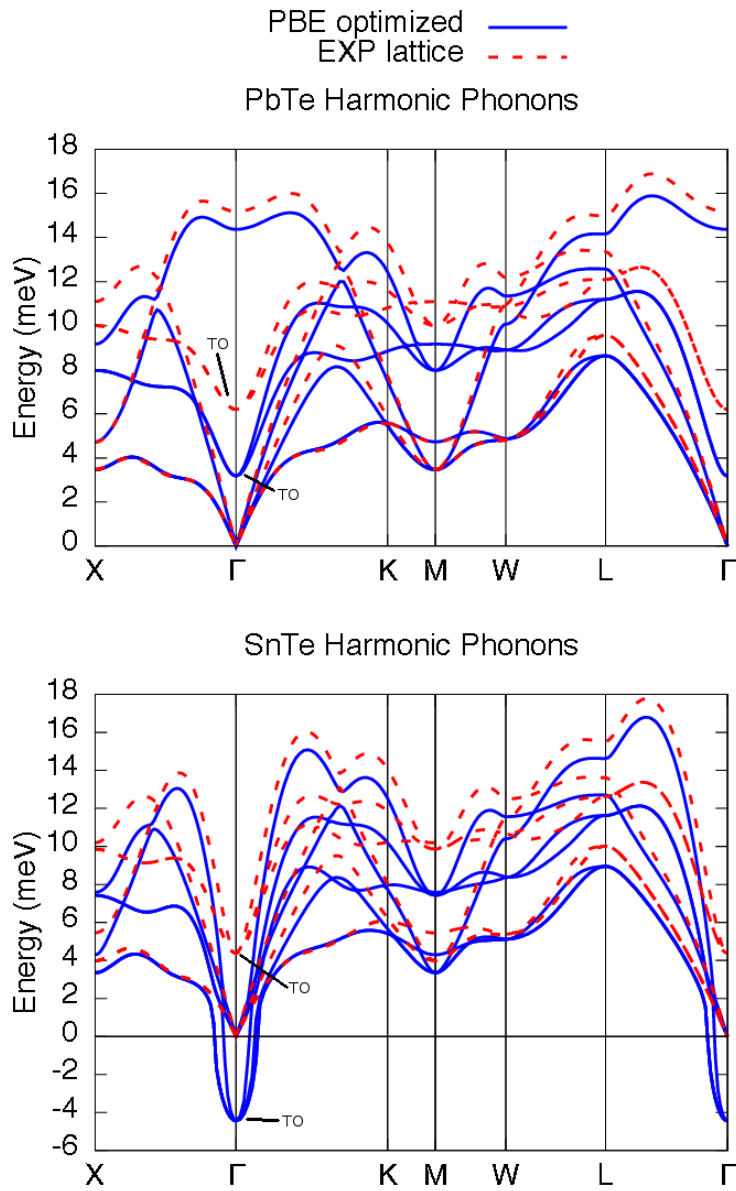 PBE optimized
EXP lattice
PbTe Harmonic Phonons
Energy (meV)
18
16
14
12
10
8
6
4
2
0
TO
TO
X Γ K M W L Γ
SnTe Harmonic Phonons
Energy (meV)
18
16
14
12
10
8
6
4
2
0
-2
-4
-6
TO
TO
X Γ K M W L Γ